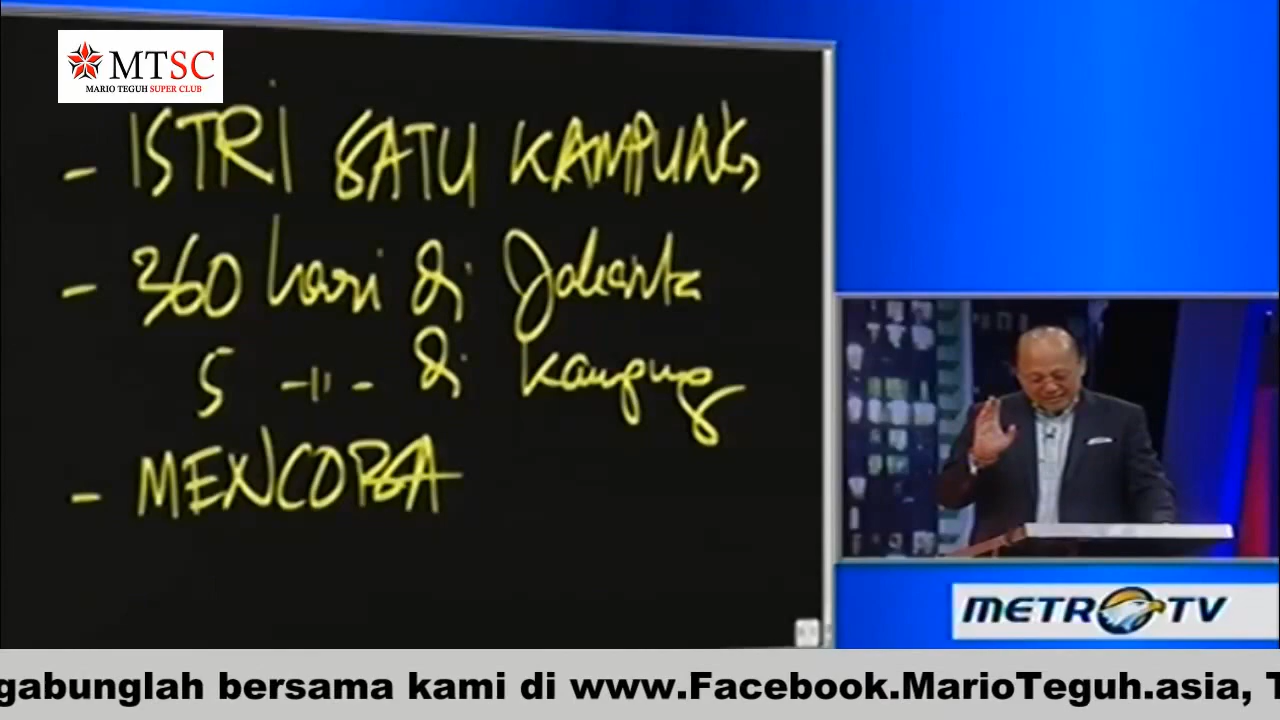 MTSC
MARIO TEGUH SUPER CLUB
- ISTRI SATU KAMPUNG
- 360 hari di Jakarta
5 -11- di kampung
- MENCOBA
METRO TV
gabunglah bersama kami di www.Facebook.MarioTeguh.asia, T